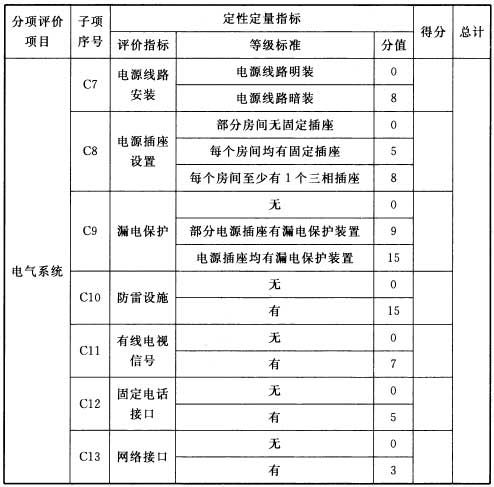 分项评价项目 子项序号 定性定量指标 得分 总计
评价指标 等级标准 分值
电气系统
C7 电源线路安装
电源线路明装 0
电源线路暗装 8
C8 电源插座设置
部分房间无固定插座 0
每个房间均有固定插座 5
每个房间至少有1个三相插座 8
C9 漏电保护
无 0
部分电源插座有漏电保护装置 9
电源插座均有漏电保护装置 15
C10 防雷设施
无 0
有 15
C11 有线电视信号
无 0
有 7
C12 固定电话接口
无 0
有 5
C13 网络接口
无 0
有 3